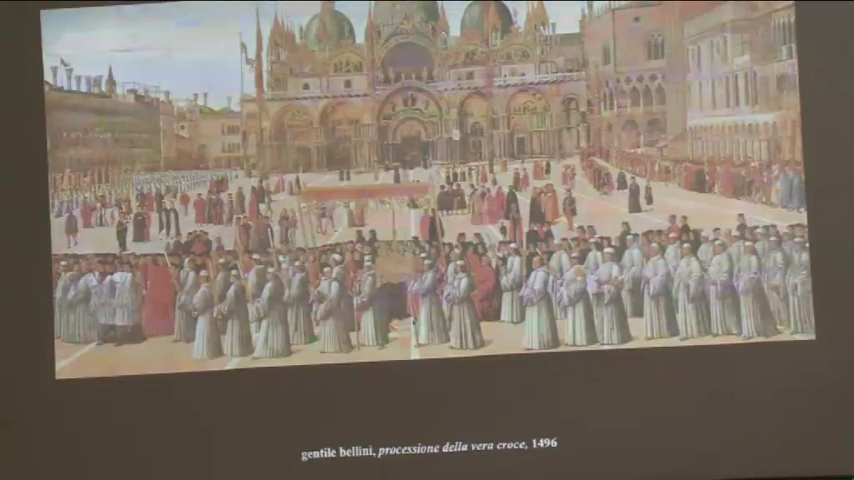 gentile bellini, processione della vera croce, 1496